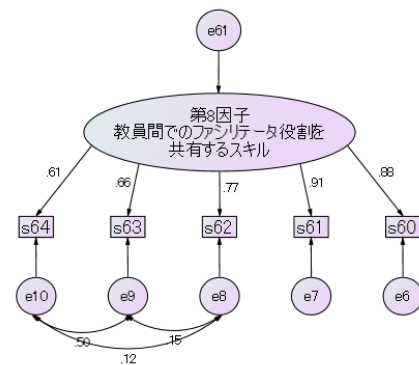 e61
第8因子
教員間でのファシリテータ役割を
共有するスキル
.61
.66
.77
.91
.88
s64
s63
s62
s61
s60
e10
e9
e8
e7
e6
.50
.15
.12